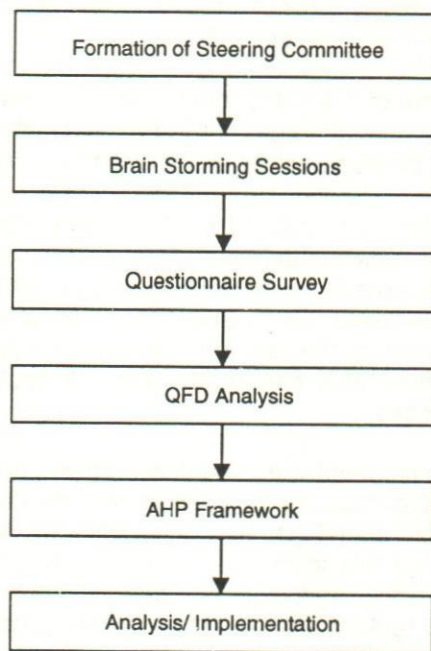 Formation of Steering Committee
Brain Storming Sessions
Questionnaire Survey
QFD Analysis
AHP Framework
Analysis/ Implementation